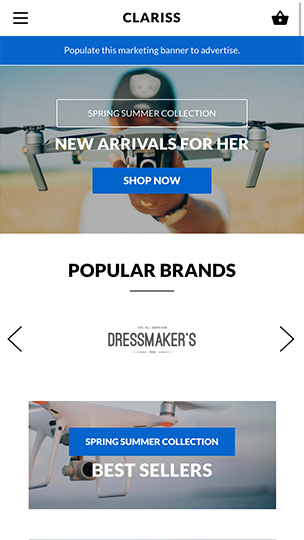 CLARISS
Populate this marketing banner to advertise.
SPRING SUMMER COLLECTION
NEW ARRIVALS FOR HER
SHOP NOW
POPULAR BRANDS
THE ALL AMERICAN
DRESSMAKER'S
SPRING SUMMER COLLECTION
BEST SELLERS